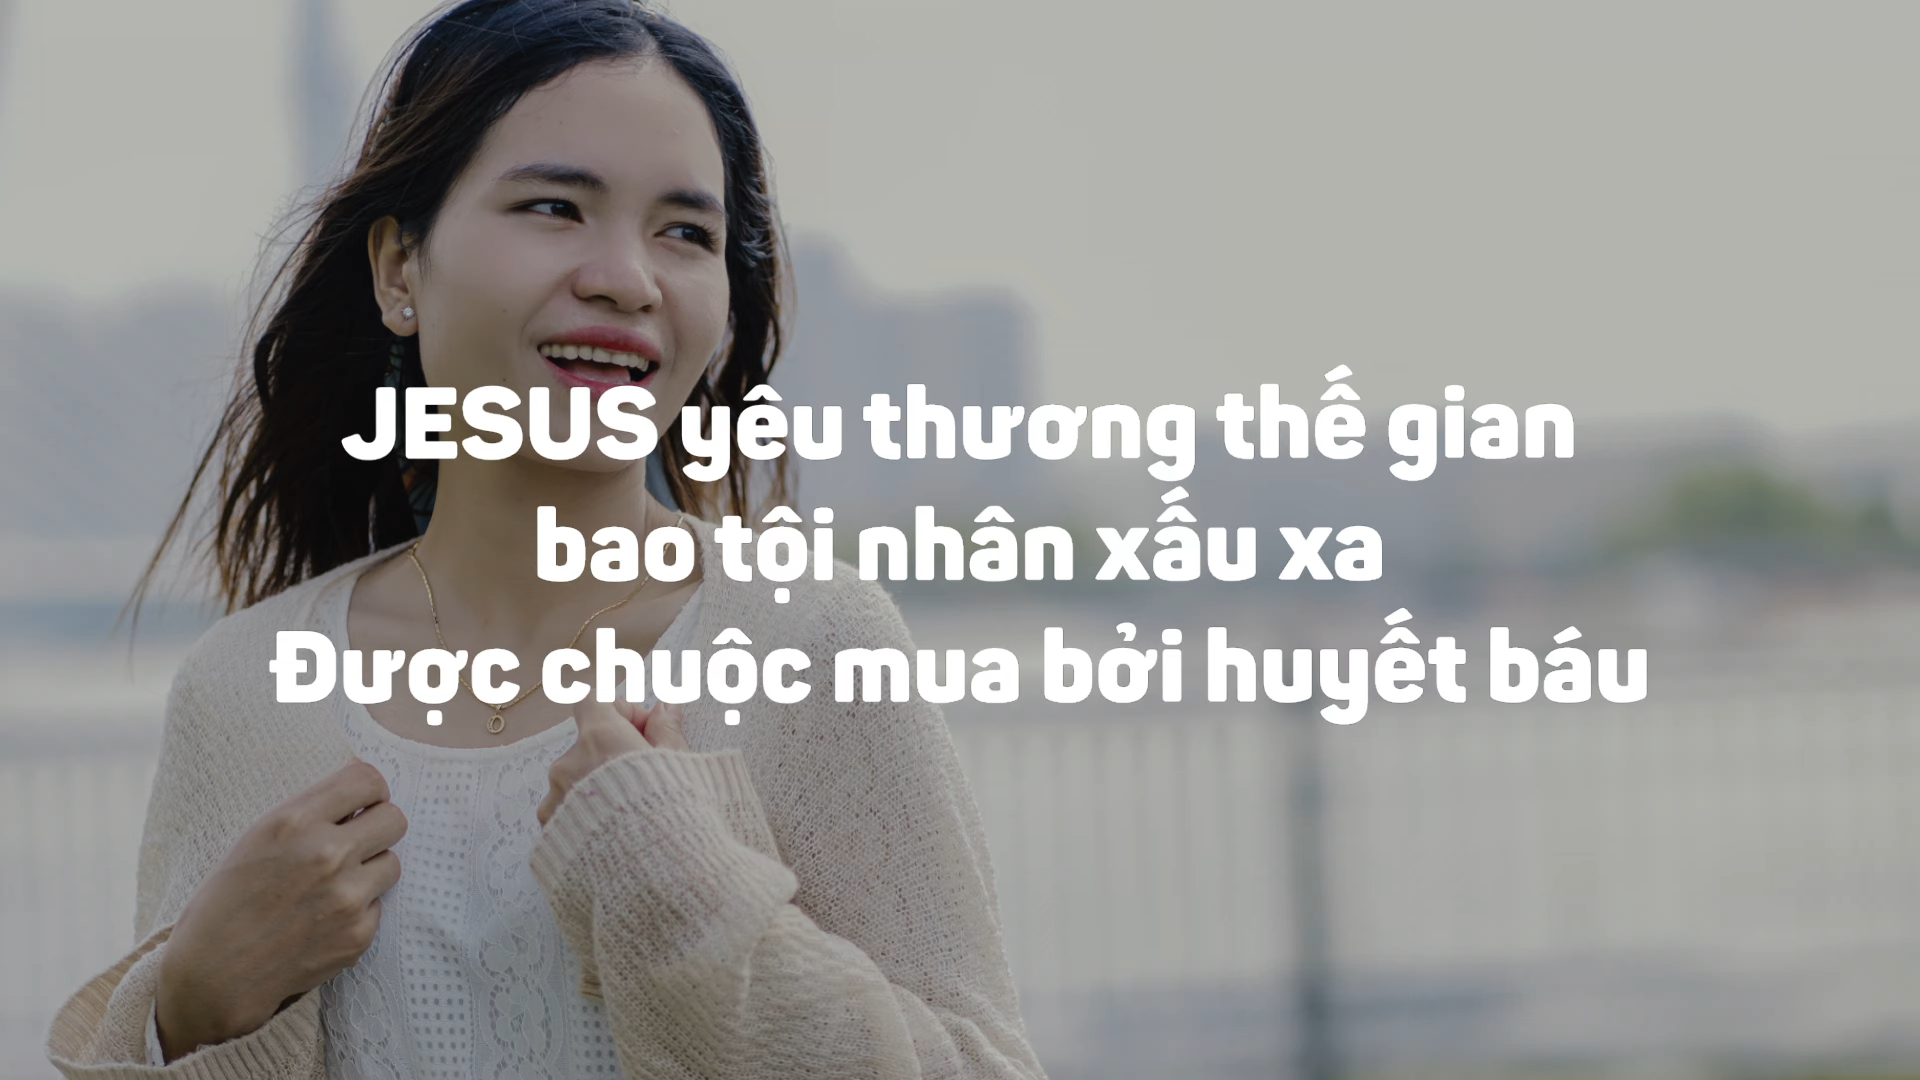 JESUS yêu thương thế gian
bao tội nhân xấu xa
Được chuộc mua bởi huyết báu